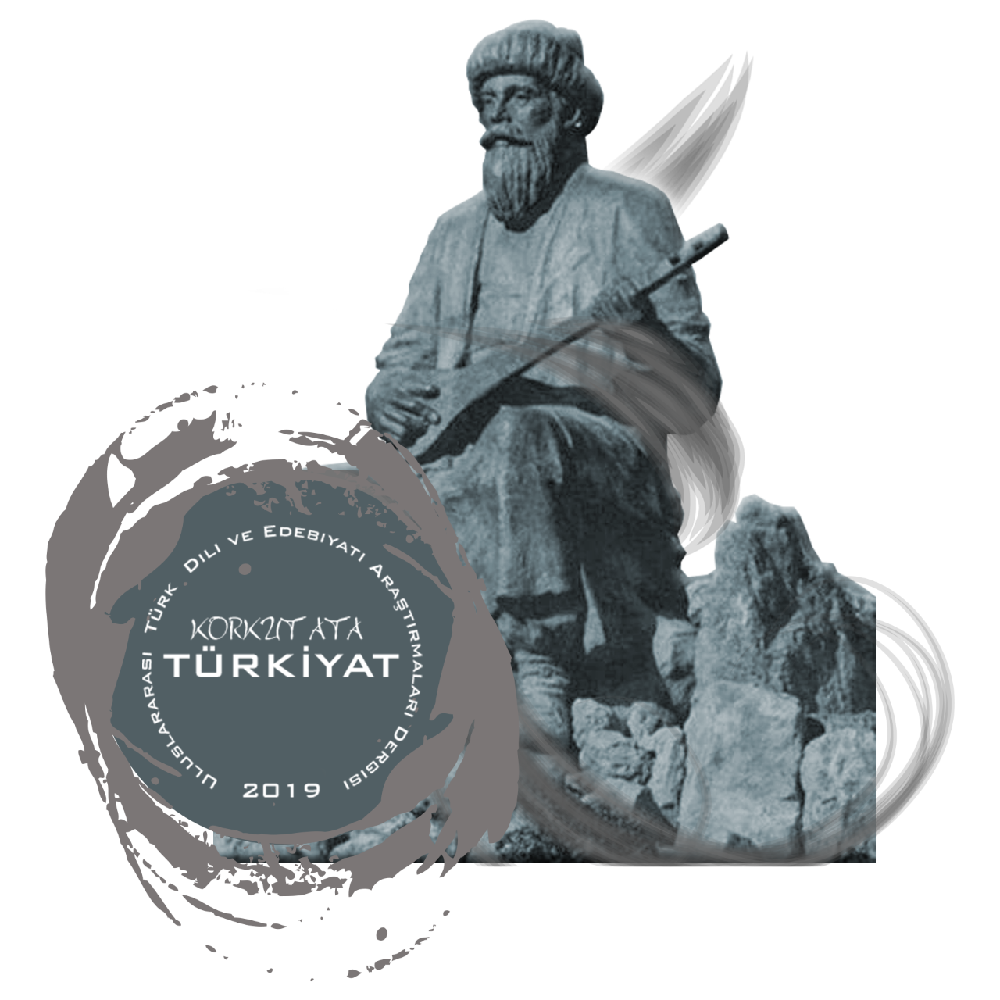 Uluslararası Türk Dili ve Edebiyatı Araştırmaları Dergisi
KORKUT ATA
TÜRKİYAT
2019